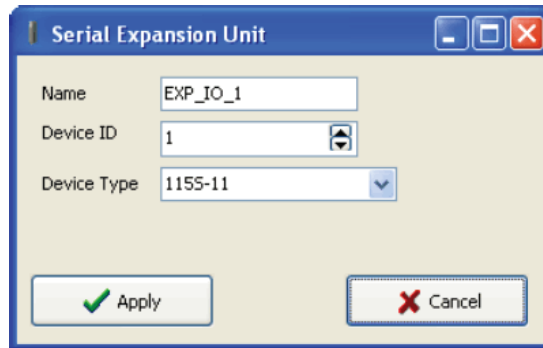 Serial Expansion Unit
Name EXP_IO_1
Device ID 1
Device Type 115S-11
Apply Cancel